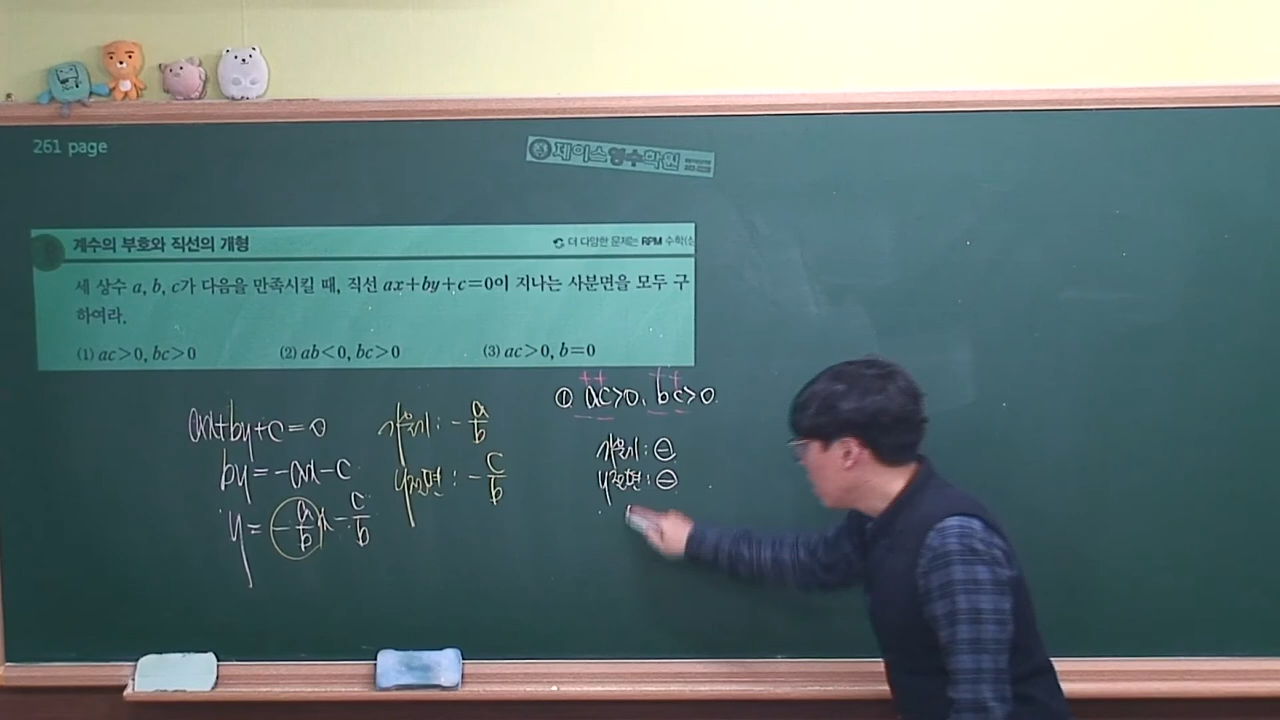 261 page
제이스영수학원
계수의 부호와 직선의 개형
더 다양한 문제는 RPM 수학(상
세 상수 a, b, c가 다음을 만족시킬 때, 직선 ax+by+c=0이 지나는 사분면을 모두 구
하여라.
(1) ac>0, bc>0 (2) ab<0, bc>0 (3) ac>0, b=0
ax+by+c=0
by=-ax-c
y=-\frac{a}{b}x-\frac{c}{b}
기울기: -\frac{a}{b}
y절편: -\frac{c}{b}
++ ++
① ac>0, bc>0.
기울기: ⊖
y절편: ⊖